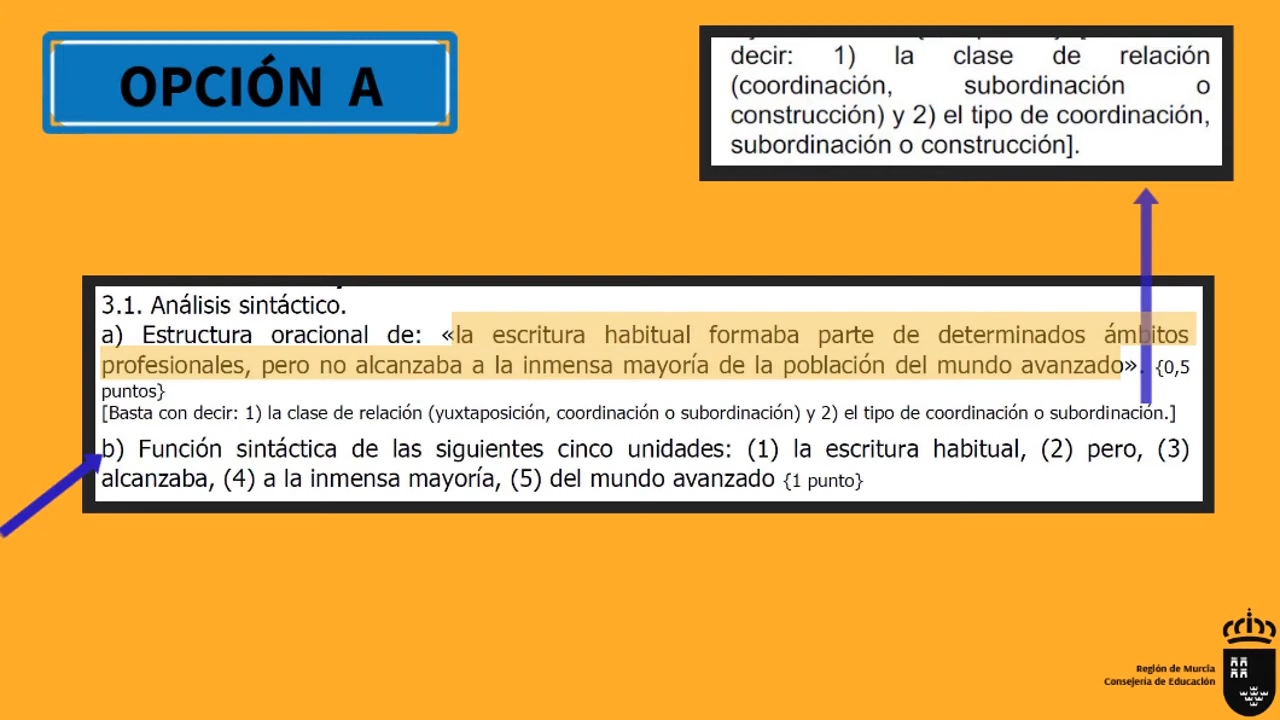 OPCIÓN A
decir: 1) la clase de relación
(coordinación, subordinación o
construcción) y 2) el tipo de coordinación,
subordinación o construcción].
3.1. Análisis sintáctico.
a) Estructura oracional de: «la escritura habitual formaba parte de determinados ámbitos
profesionales, pero no alcanzaba a la inmensa mayoría de la población del mundo avanzado». {0,5
puntos}
[Basta con decir: 1) la clase de relación (yuxtaposición, coordinación o subordinación) y 2) el tipo de coordinación o subordinación.]
b) Función sintáctica de las siguientes cinco unidades: (1) la escritura habitual, (2) pero, (3)
alcanzaba, (4) a la inmensa mayoría, (5) del mundo avanzado {1 punto}
Región de Murcia
Consejería de Educación